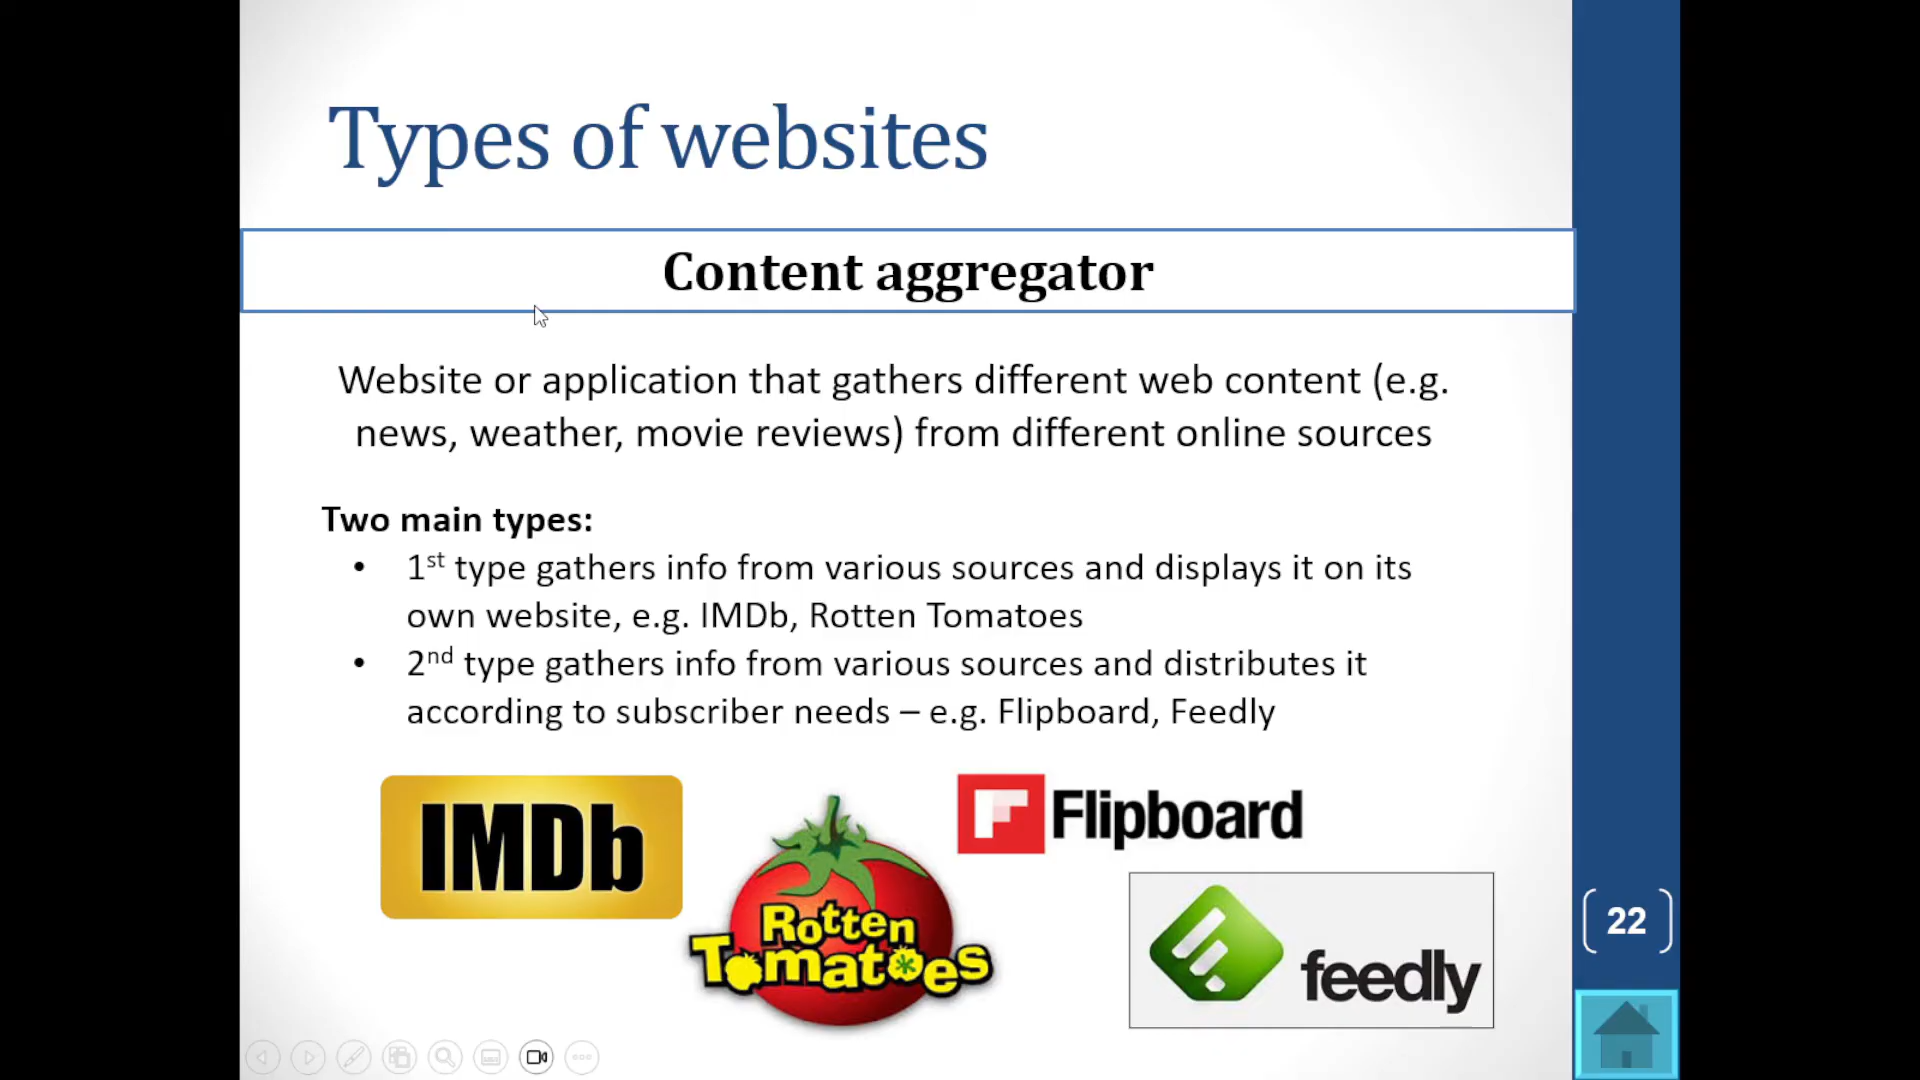 Types of websites
Content aggregator
Website or application that gathers different web content (e.g.
news, weather, movie reviews) from different online sources
Two main types:
• 1st type gathers info from various sources and displays it on its
own website, e.g. IMDb, Rotten Tomatoes
• 2nd type gathers info from various sources and distributes it
according to subscriber needs – e.g. Flipboard, Feedly
IMDb
Rotten
Tomatoes
Flipboard
feedly
22